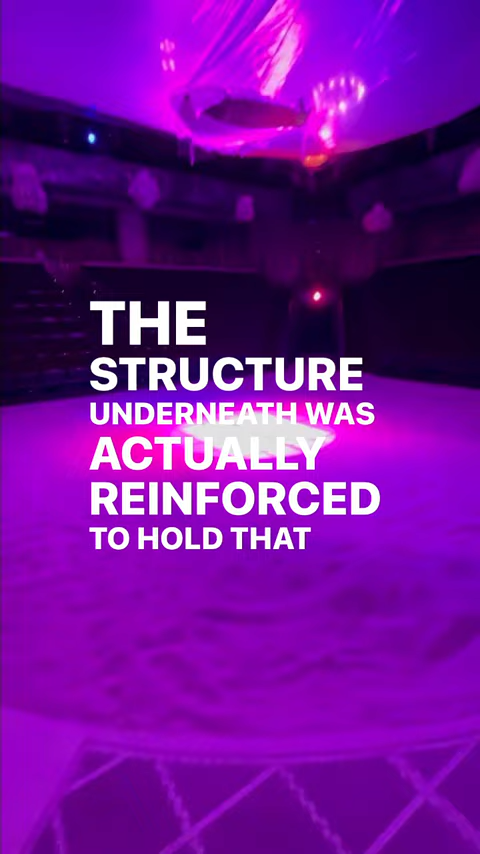 THE
STRUCTURE
UNDERNEATH WAS
ACTUALLY
REINFORCED
TO HOLD THAT